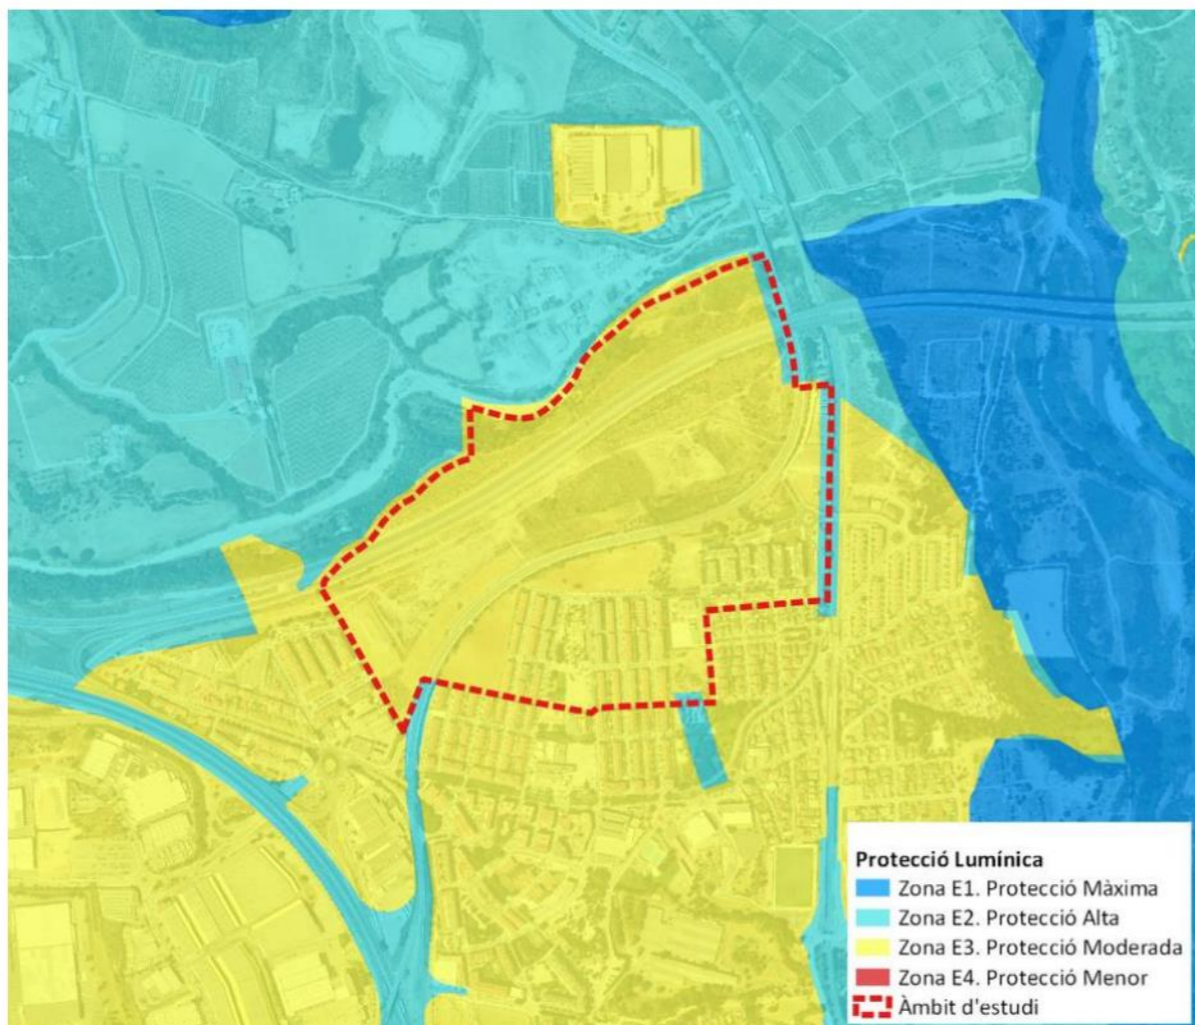 Protecció Lumínica
Zona E1. Protecció Màxima
Zona E2. Protecció Alta
Zona E3. Protecció Moderada
Zona E4. Protecció Menor
Àmbit d'estudi